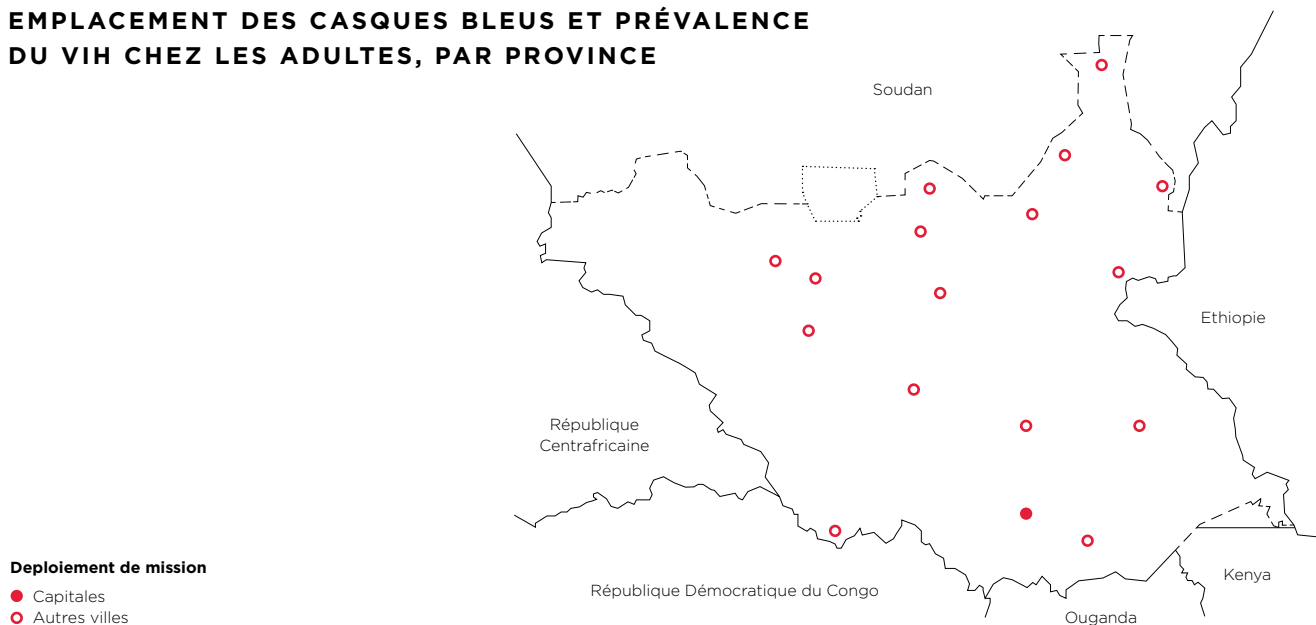 EMPLACEMENT DES CASQUES BLEUS ET PRÉVALENCE
DU VIH CHEZ LES ADULTES, PAR PROVINCE
Soudan
Ethiopie
République
Centrafricaine
République Démocratique du Congo
Kenya
Ouganda
Deploiement de mission
Capitales
Autres villes